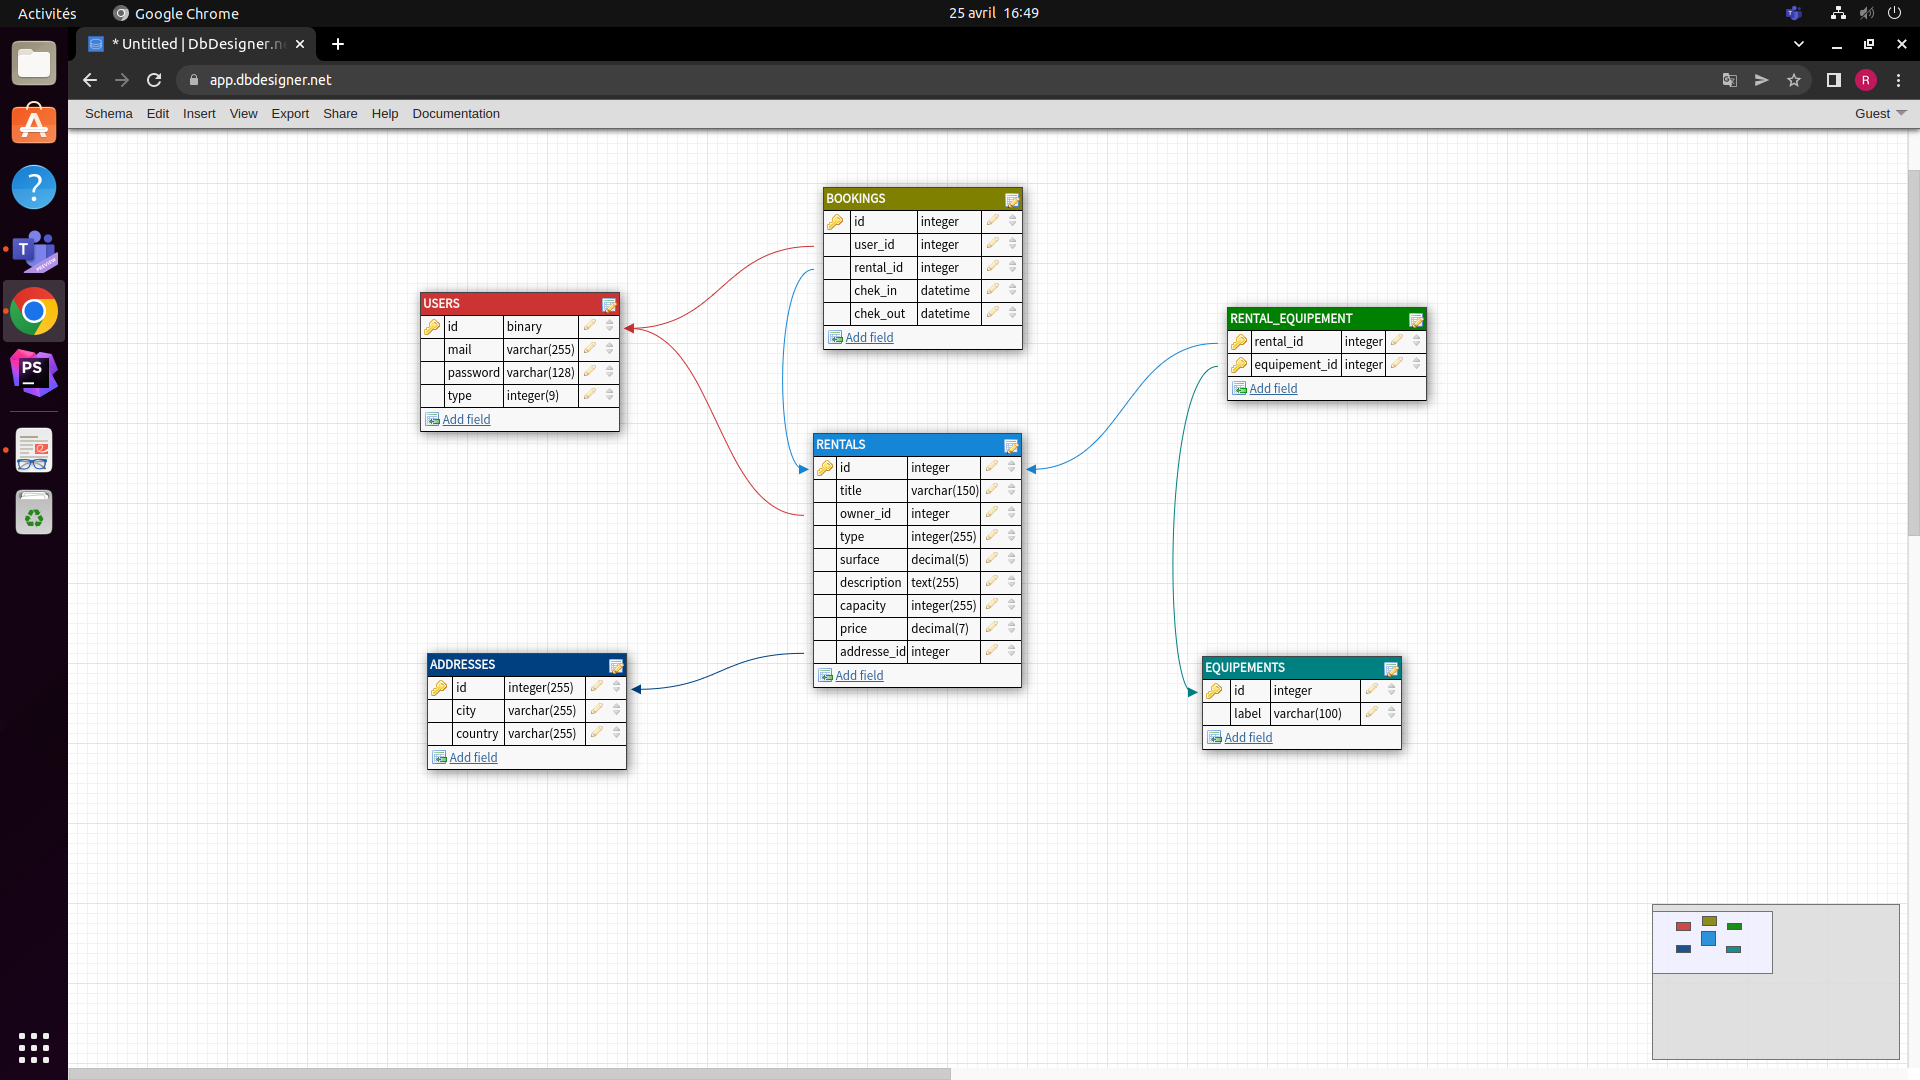 Activités
Google Chrome
25 avril 16:49
* Untitled | DbDesigner.ne
app.dbdesigner.net
R
Schema Edit Insert View Export Share Help Documentation
Guest
BOOKINGS
id integer
user_id integer
rental_id integer
chek_in datetime
chek_out datetime
Add field
USERS
id binary
mail varchar(255)
password varchar(128)
type integer(9)
Add field
RENTAL_EQUIPEMENT
rental_id integer
equipement_id integer
Add field
RENTALS
id integer
title varchar(150)
owner_id integer
type integer(255)
surface decimal(5)
description text(255)
capacity integer(255)
price decimal(7)
addresse_id integer
Add field
ADDRESSES
id integer(255)
city varchar(255)
country varchar(255)
Add field
EQUIPEMENTS
id integer
label varchar(100)
Add field
?
T
PREVIEW
PS